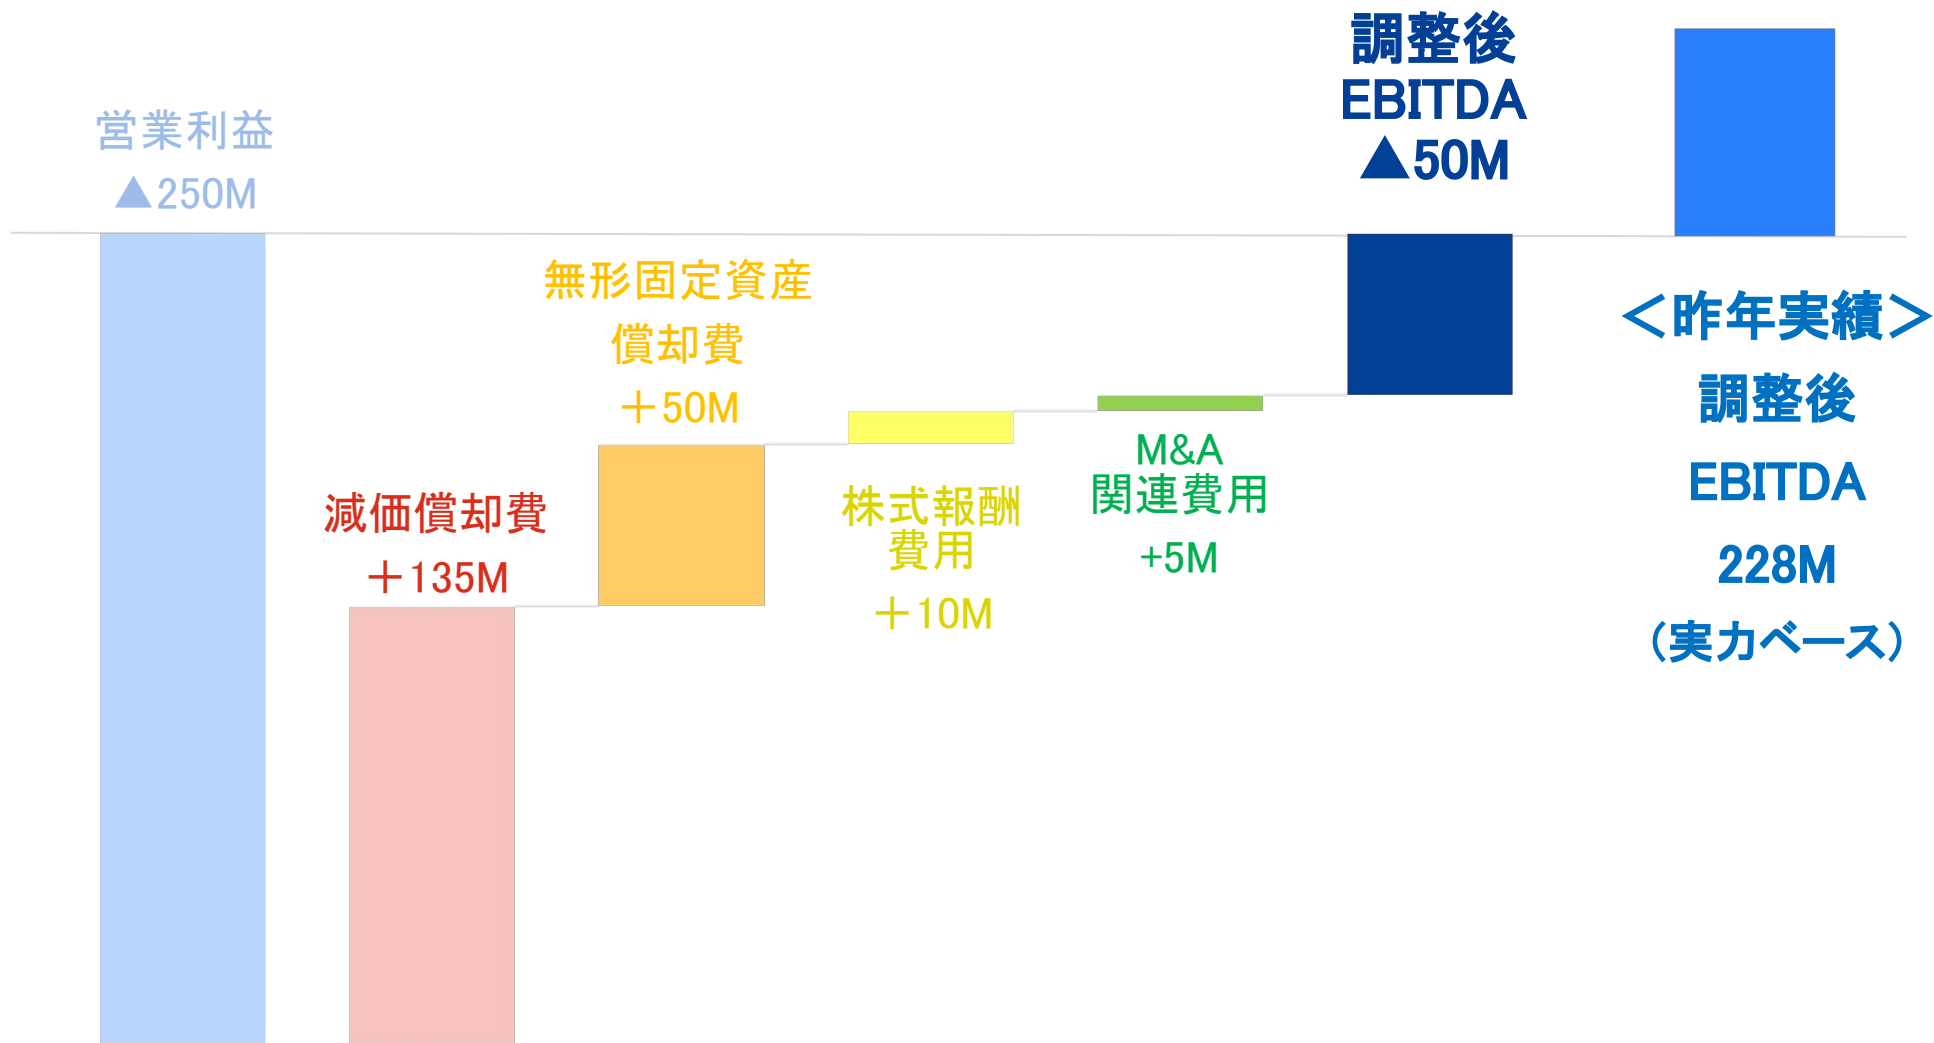 営業利益
▲250M
減価償却費
＋135M
無形固定資産
償却費
＋50M
株式報酬
費用
＋10M
M&A
関連費用
+5M
調整後
EBITDA
▲50M
＜昨年実績＞
調整後
EBITDA
228M
（実力ベース）